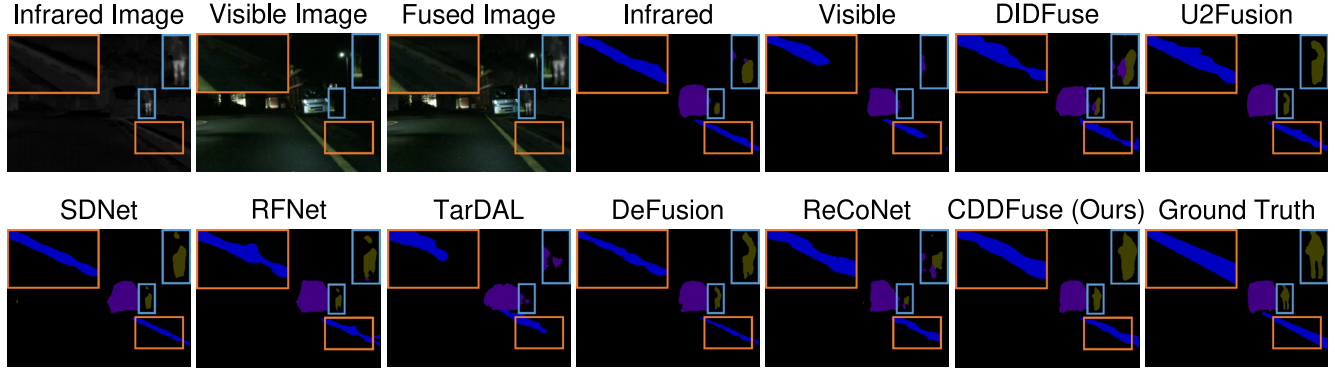 Infrared Image Visible Image Fused Image Infrared Visible DIDFuse U2Fusion
SDNet RFNet TarDAL DeFusion ReCoNet CDDFuse (Ours) Ground Truth